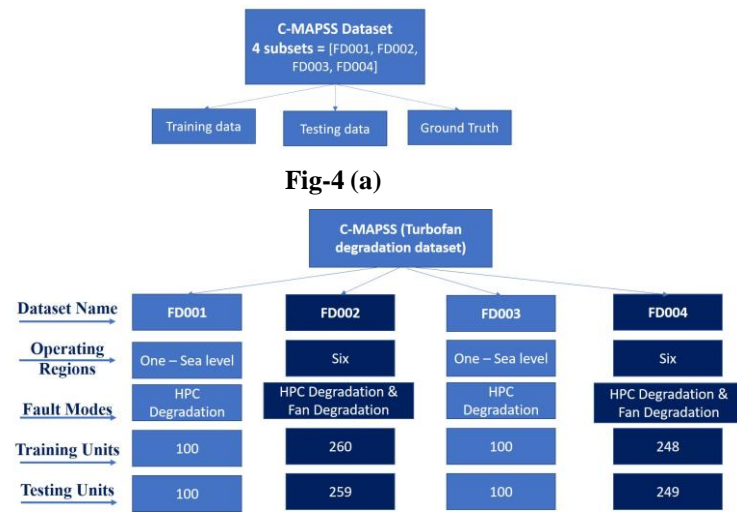 C-MAPSS Dataset
4 subsets = [FD001, FD002,
FD003, FD004]
Training data
Testing data
Ground Truth
Fig-4 (a)
C-MAPSS (Turbofan
degradation dataset)
Dataset Name
FD001
FD002
FD003
FD004
Operating
Regions
One – Sea level
Six
One – Sea level
Six
Fault Modes
HPC
Degradation
HPC Degradation &
Fan Degradation
HPC
Degradation
HPC Degradation &
Fan Degradation
Training Units
100
260
100
248
Testing Units
100
259
100
249